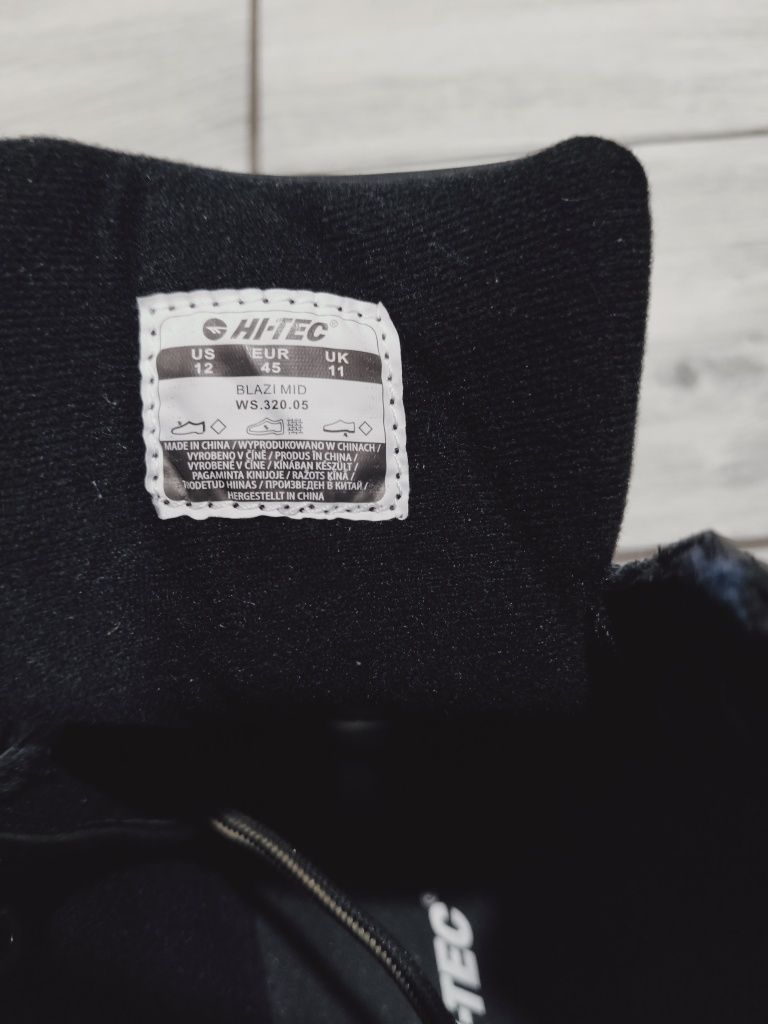 HI-TEC®
US EUR UK
12 45 11
BLAZI MID
WS.320.05
MADE IN CHINA / WYPRODUKOWANO W CHINACH /
VYROBENO V ČÍNĚ / PRODUS ÎN CHINA /
VYROBENÉ V ČÍNE / KÍNÁBAN KÉSZÜLT /
PAGAMINTA KINIJOJE / RAŽOTS ĶĪNĀ /
TOODETUD HIINAS / ПРОИЗВЕДЕН В КИТАЙ /
HERGESTELLT IN CHINA
I-TEC®